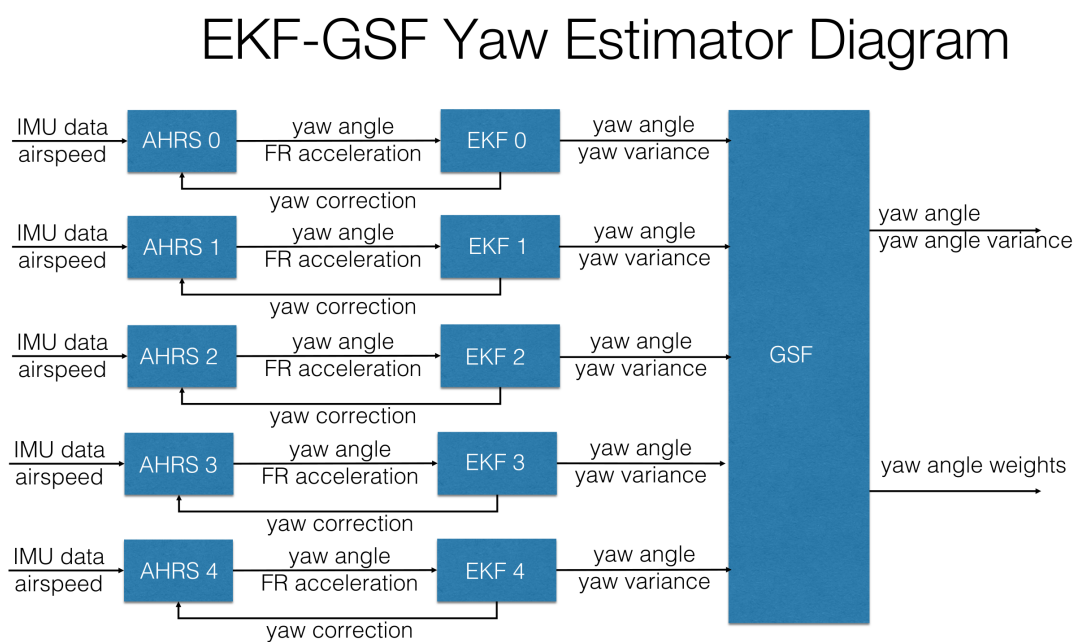 EKF-GSF Yaw Estimator Diagram
IMU data
airspeed
AHRS 0
yaw angle
FR acceleration
EKF 0
yaw angle
yaw variance
yaw correction
IMU data
airspeed
AHRS 1
yaw angle
FR acceleration
EKF 1
yaw angle
yaw variance
yaw correction
IMU data
airspeed
AHRS 2
yaw angle
FR acceleration
EKF 2
yaw angle
yaw variance
yaw correction
IMU data
airspeed
AHRS 3
yaw angle
FR acceleration
EKF 3
yaw angle
yaw variance
yaw correction
IMU data
airspeed
AHRS 4
yaw angle
FR acceleration
EKF 4
yaw angle
yaw variance
yaw correction
GSF
yaw angle
yaw angle variance
yaw angle weights